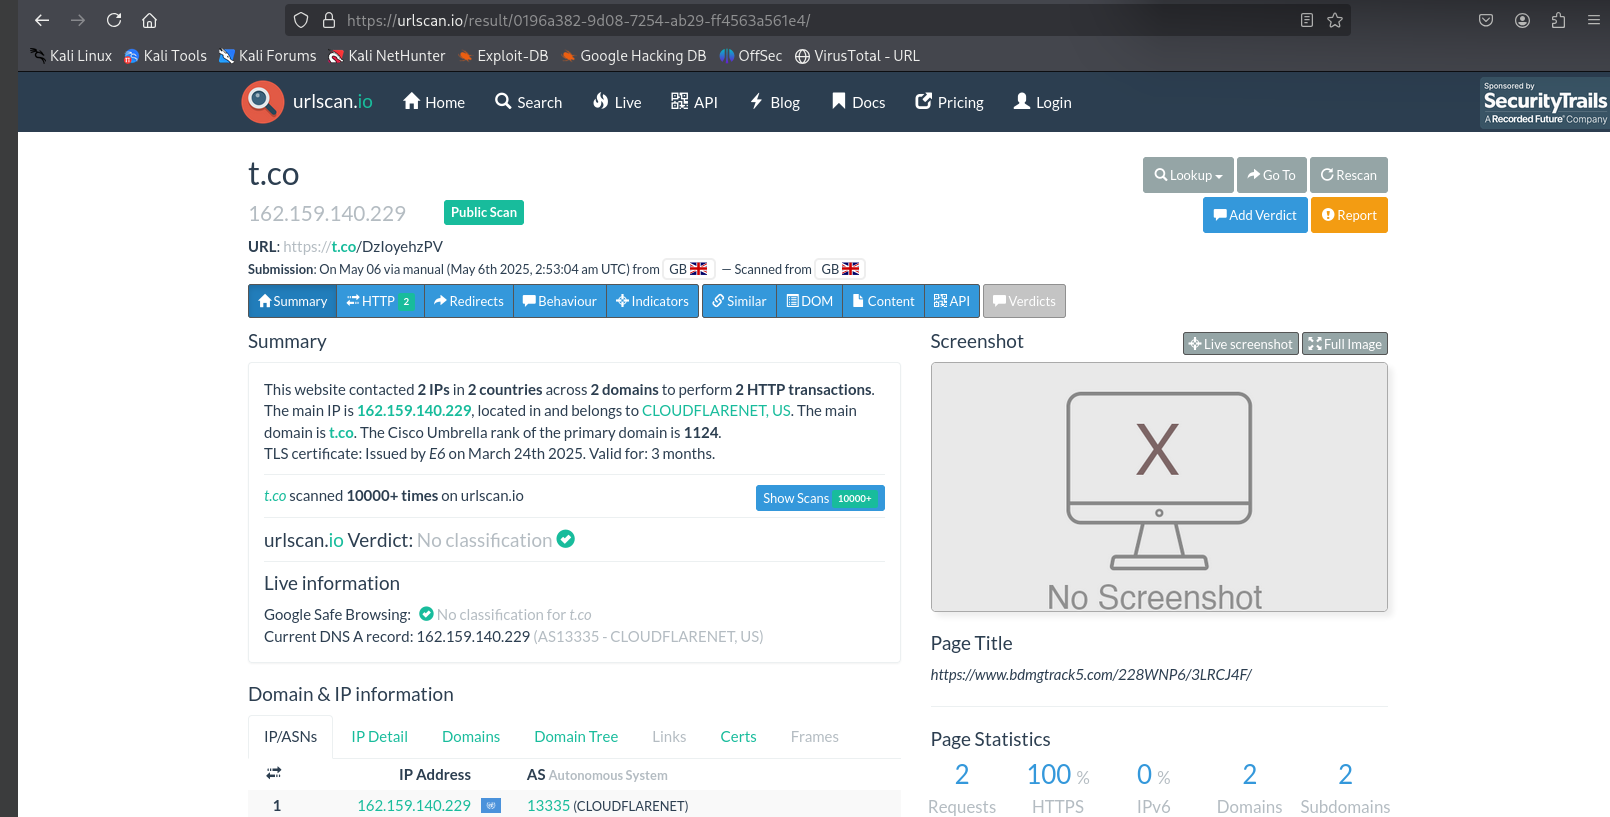 https://urlscan.io/result/0196a382-9d08-7254-ab29-ff4563a561e4/
Kali Linux Kali Tools Kali Forums Kali NetHunter Exploit-DB Google Hacking DB OffSec VirusTotal - URL
urlscan.io Home Search Live API Blog Docs Pricing Login
Sponsored by
SecurityTrails
A Recorded Future® Company
t.co
Lookup Go To Rescan
162.159.140.229 Public Scan
Add Verdict Report
URL: https://t.co/DzIoyehzPV
Submission: On May 06 via manual (May 6th 2025, 2:53:04 am UTC) from GB — Scanned from GB
Summary HTTP 2 Redirects Behaviour Indicators Similar DOM Content API Verdicts
Summary
This website contacted 2 IPs in 2 countries across 2 domains to perform 2 HTTP transactions.
The main IP is 162.159.140.229, located in and belongs to CLOUDFLARENET, US. The main
domain is t.co. The Cisco Umbrella rank of the primary domain is 1124.
TLS certificate: Issued by E6 on March 24th 2025. Valid for: 3 months.
t.co scanned 10000+ times on urlscan.io Show Scans 10000+
urlscan.io Verdict: No classification
Live information
Google Safe Browsing: No classification for t.co
Current DNS A record: 162.159.140.229 (AS13335 - CLOUDFLARENET, US)
Domain & IP information
IP/ASNs IP Detail Domains Domain Tree Links Certs Frames
IP Address AS Autonomous System
1 162.159.140.229 13335 (CLOUDFLARENET)
Screenshot Live screenshot Full Image
X
No Screenshot
Page Title
https://www.bdmgtrack5.com/228WNP6/3LRCJ4F/
Page Statistics
2 100 % 0 % 2 2
Requests HTTPS IPv6 Domains Subdomains